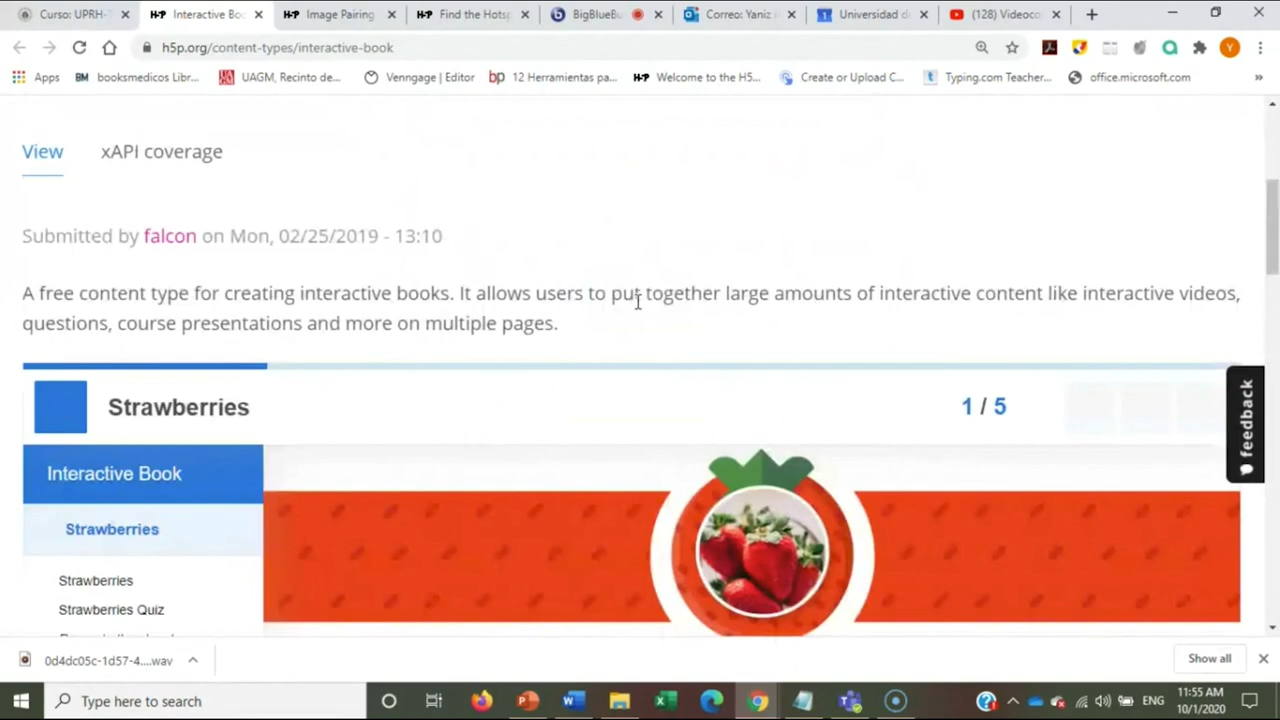 Curso: UPRH-T
Interactive Boo
Image Pairing
Find the Hotsp
BigBlueBu
Correo: Yaniz
Universidad de
(128) Videoco
h5p.org/content-types/interactive-book
Apps
booksmedicos Libr...
UAGM, Recinto de...
Venngage | Editor
12 Herramientas pa...
Welcome to the H5...
Create or Upload C...
Typing.com Teacher...
office.microsoft.com
View
xAPI coverage
Submitted by falcon on Mon, 02/25/2019 - 13:10
A free content type for creating interactive books. It allows users to put together large amounts of interactive content like interactive videos,
questions, course presentations and more on multiple pages.
Strawberries
1 / 5
feedback
Interactive Book
Strawberries
Strawberries
Strawberries Quiz
0d4dc05c-1d57-4....wav
Show all
Type here to search
ENG
11:55 AM
10/1/2020